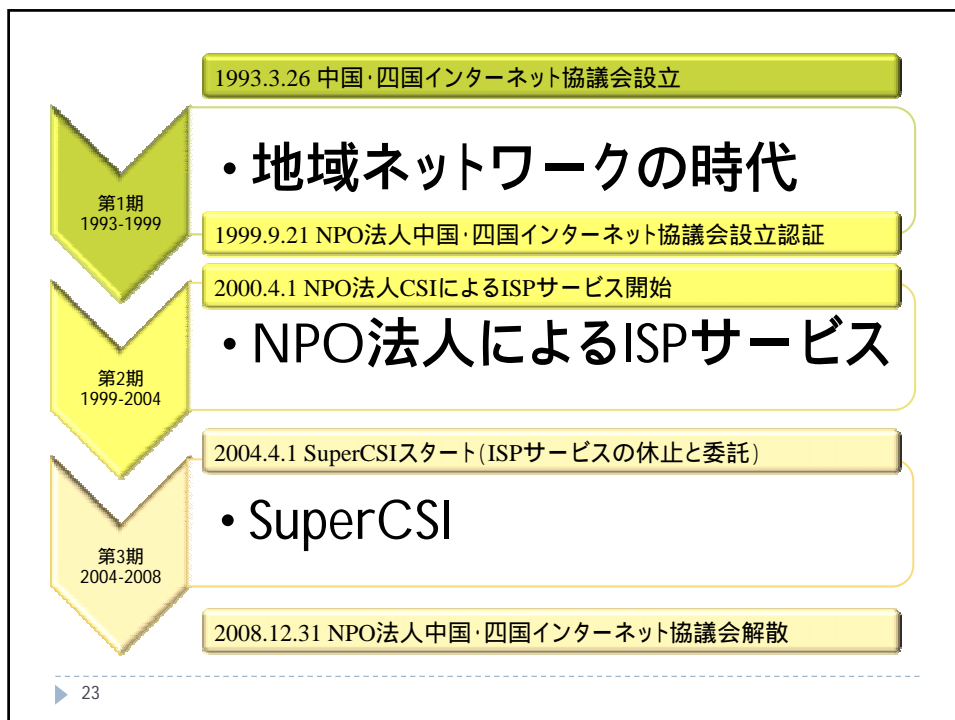 1993.3.26 中国・四国インターネット協議会設立
・地域ネットワークの時代
第1期
1993-1999
1999.9.21 NPO法人中国・四国インターネット協議会設立認証
2000.4.1 NPO法人CSIによるISPサービス開始
・NPO法人によるISPサービス
第2期
1999-2004
2004.4.1 SuperCSIスタート(ISPサービスの休止と委託)
・SuperCSI
第3期
2004-2008
2008.12.31 NPO法人中国・四国インターネット協議会解散
23